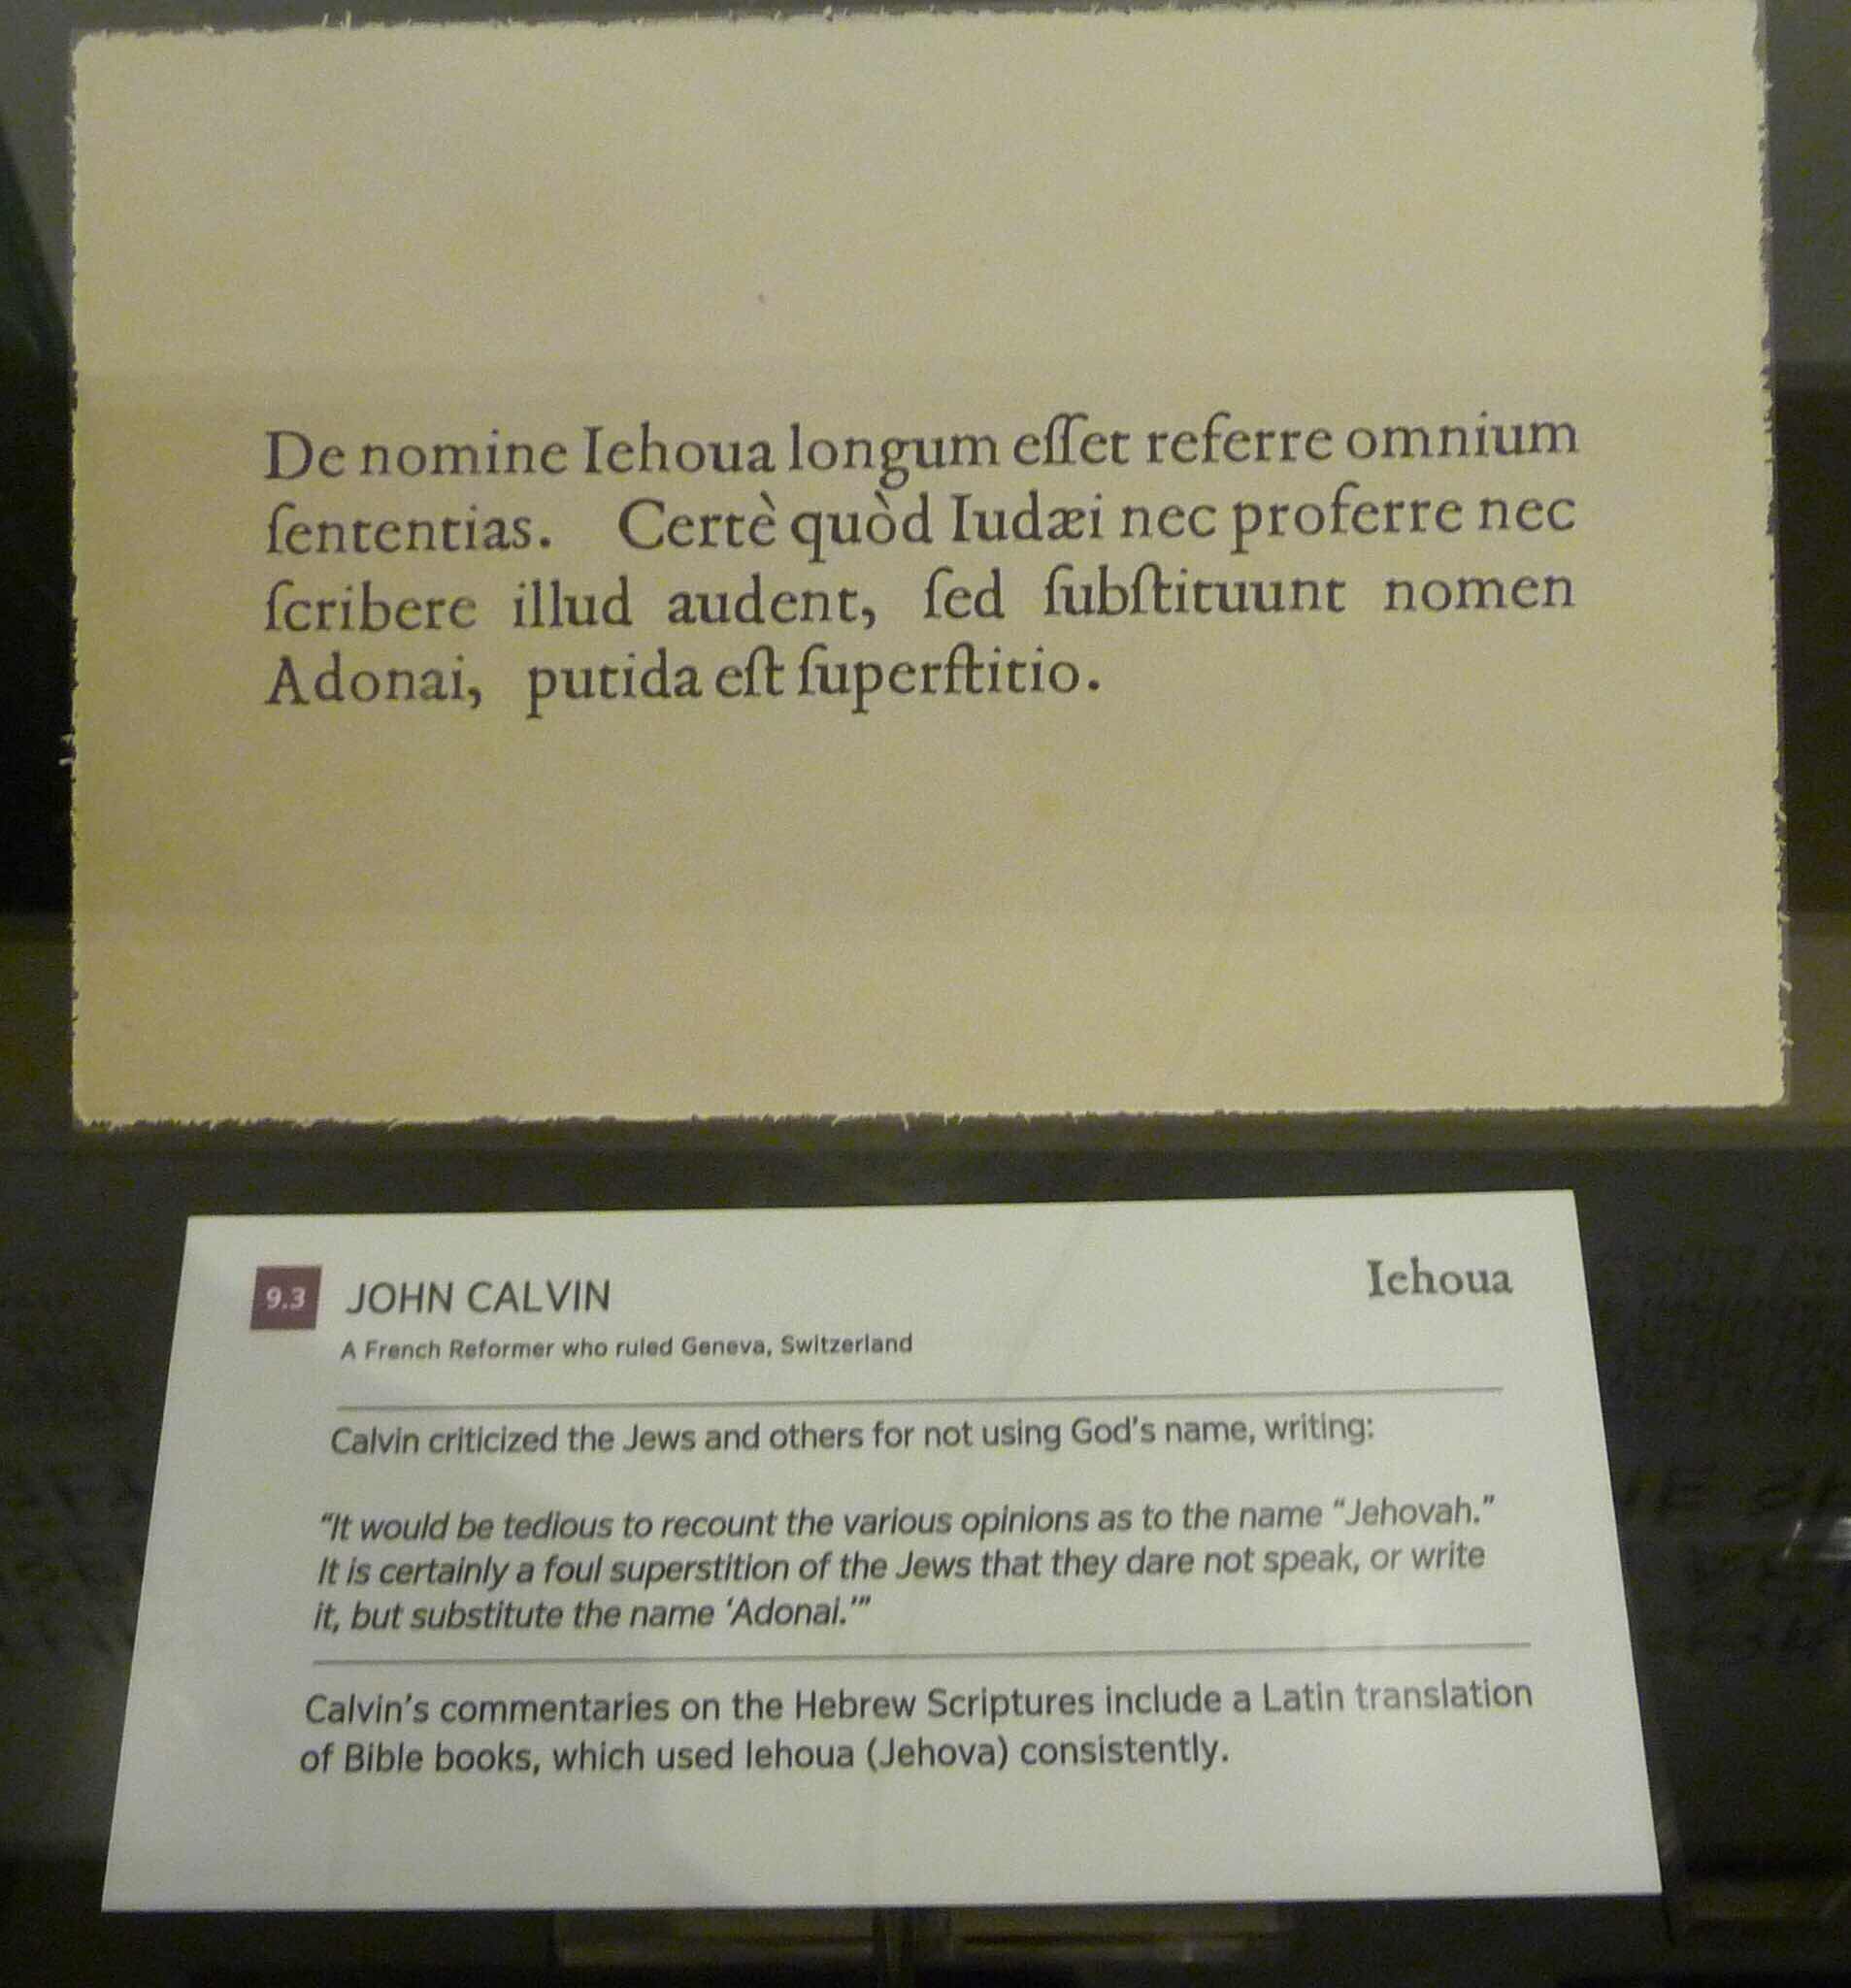 De nomine Iehoua longum eſſet referre omnium
ſententias. Certè quòd Iudæi nec proferre nec
ſcribere illud audent, ſed ſubſtituunt nomen
Adonai, putida eſt ſuperſtitio.
9.3 JOHN CALVIN
Iehoua
A French Reformer who ruled Geneva, Switzerland
Calvin criticized the Jews and others for not using God's name, writing:
"It would be tedious to recount the various opinions as to the name "Jehovah."
It is certainly a foul superstition of the Jews that they dare not speak, or write
it, but substitute the name 'Adonai.'"
Calvin's commentaries on the Hebrew Scriptures include a Latin translation
of Bible books, which used Iehoua (Jehova) consistently.